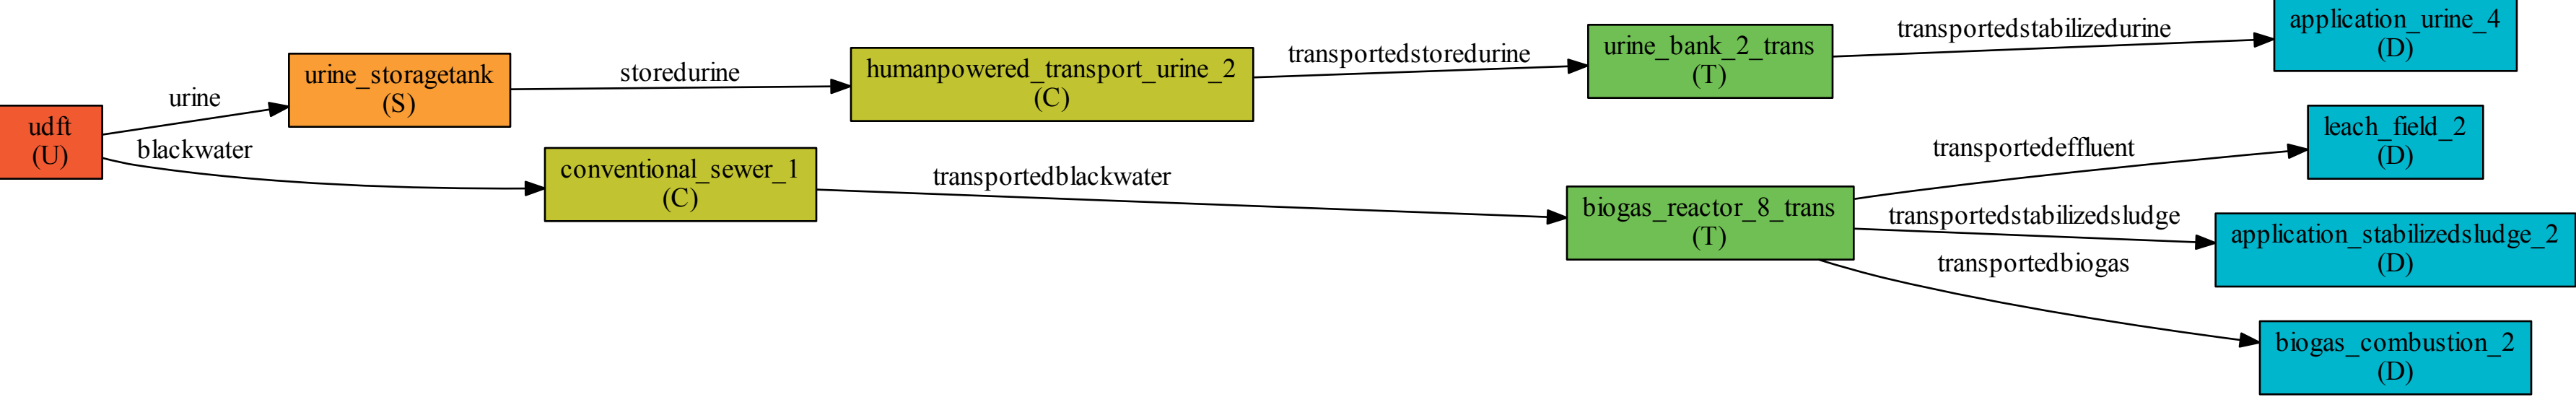 udft
(U)
urine
blackwater
urine_storagetank
(S)
storedurine
conventional_sewer_1
(C)
humanpowered_transport_urine_2
(C)
transportedblackwater
transportedstoredurine
urine_bank_2_trans
(T)
biogas_reactor_8_trans
(T)
transportedstabilizedurine
transportedeffluent
transportedstabilizedsludge
transportedbiogas
application_urine_4
(D)
leach_field_2
(D)
application_stabilizedsludge_2
(D)
biogas_combustion_2
(D)